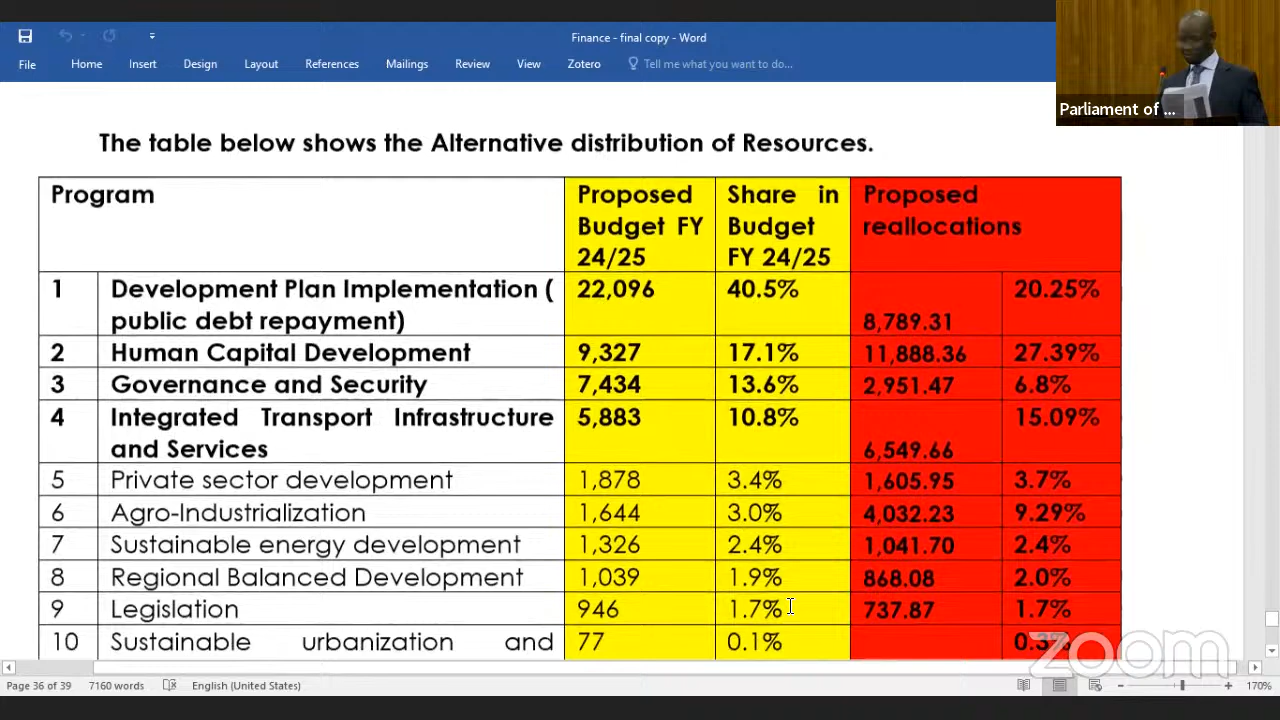 Finance - final copy - Word
File Home Insert Design Layout References Mailings Review View Zotero Tell me what you want to do...
Parliament of ...
The table below shows the Alternative distribution of Resources.
Program Proposed Budget FY 24/25 Share in Budget FY 24/25 Proposed reallocations
1 Development Plan Implementation ( public debt repayment) 22,096 40.5% 8,789.31 20.25%
2 Human Capital Development 9,327 17.1% 11,888.36 27.39%
3 Governance and Security 7,434 13.6% 2,951.47 6.8%
4 Integrated Transport Infrastructure and Services 5,883 10.8% 6,549.66 15.09%
5 Private sector development 1,878 3.4% 1,605.95 3.7%
6 Agro-Industrialization 1,644 3.0% 4,032.23 9.29%
7 Sustainable energy development 1,326 2.4% 1,041.70 2.4%
8 Regional Balanced Development 1,039 1.9% 868.08 2.0%
9 Legislation 946 1.7% 737.87 1.7%
10 Sustainable urbanization and 77 0.1% 0.3%
zoom
Page 36 of 39 7160 words English (United States) 170%